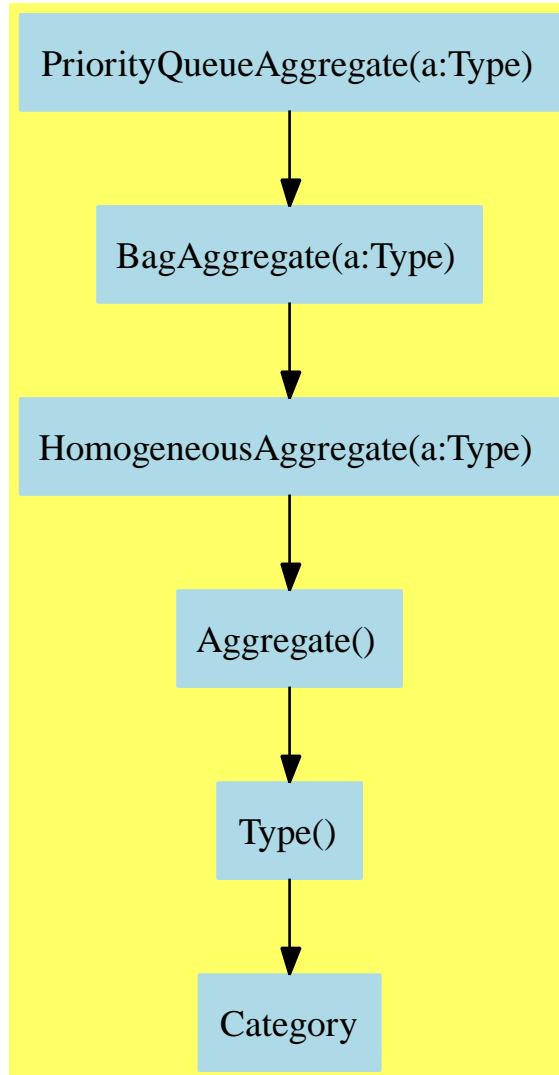 PriorityQueueAggregate(a:Type)
BagAggregate(a:Type)
HomogeneousAggregate(a:Type)
Aggregate()
Type()
Category